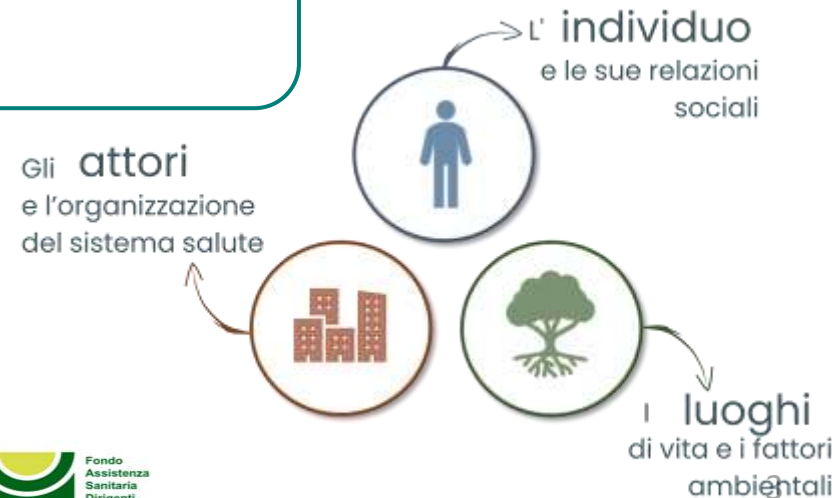 L' individuo
e le sue relazioni
sociali
Gli attori
e l'organizzazione
del sistema salute
I luoghi
di vita e i fattori
ambientali
3
Fondo
Assistenza
Sanitaria
Dirigenti